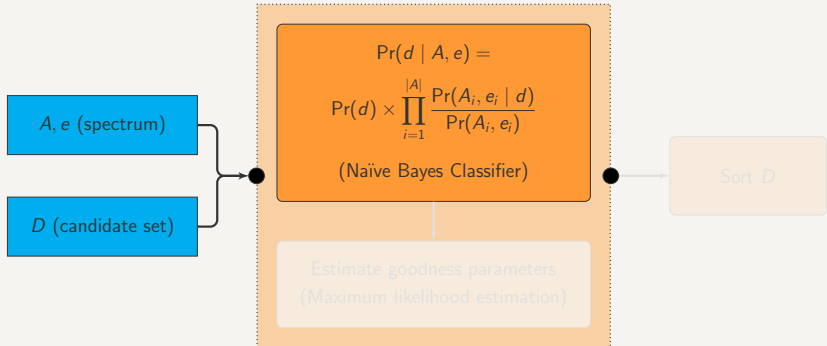 A, e (spectrum)
D (candidate set)
Pr(d | A, e) =
Pr(d) × ∏_{i=1}^{|A|} Pr(A_i, e_i | d) / Pr(A_i, e_i)
(Naïve Bayes Classifier)
Estimate goodness parameters
(Maximum likelihood estimation)
Sort D